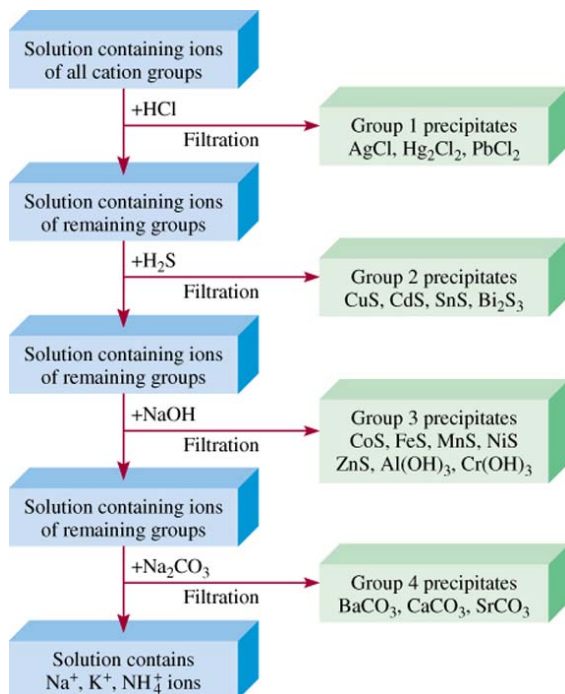 Solution containing ions
of all cation groups
+HCl
Filtration
Group 1 precipitates
AgCl, Hg₂Cl₂, PbCl₂
Solution containing ions
of remaining groups
+H₂S
Filtration
Group 2 precipitates
CuS, CdS, SnS, Bi₂S₃
Solution containing ions
of remaining groups
+NaOH
Filtration
Group 3 precipitates
CoS, FeS, MnS, NiS
ZnS, Al(OH)₃, Cr(OH)₃
Solution containing ions
of remaining groups
+Na₂CO₃
Filtration
Group 4 precipitates
BaCO₃, CaCO₃, SrCO₃
Solution contains
Na⁺, K⁺, NH₄⁺ ions